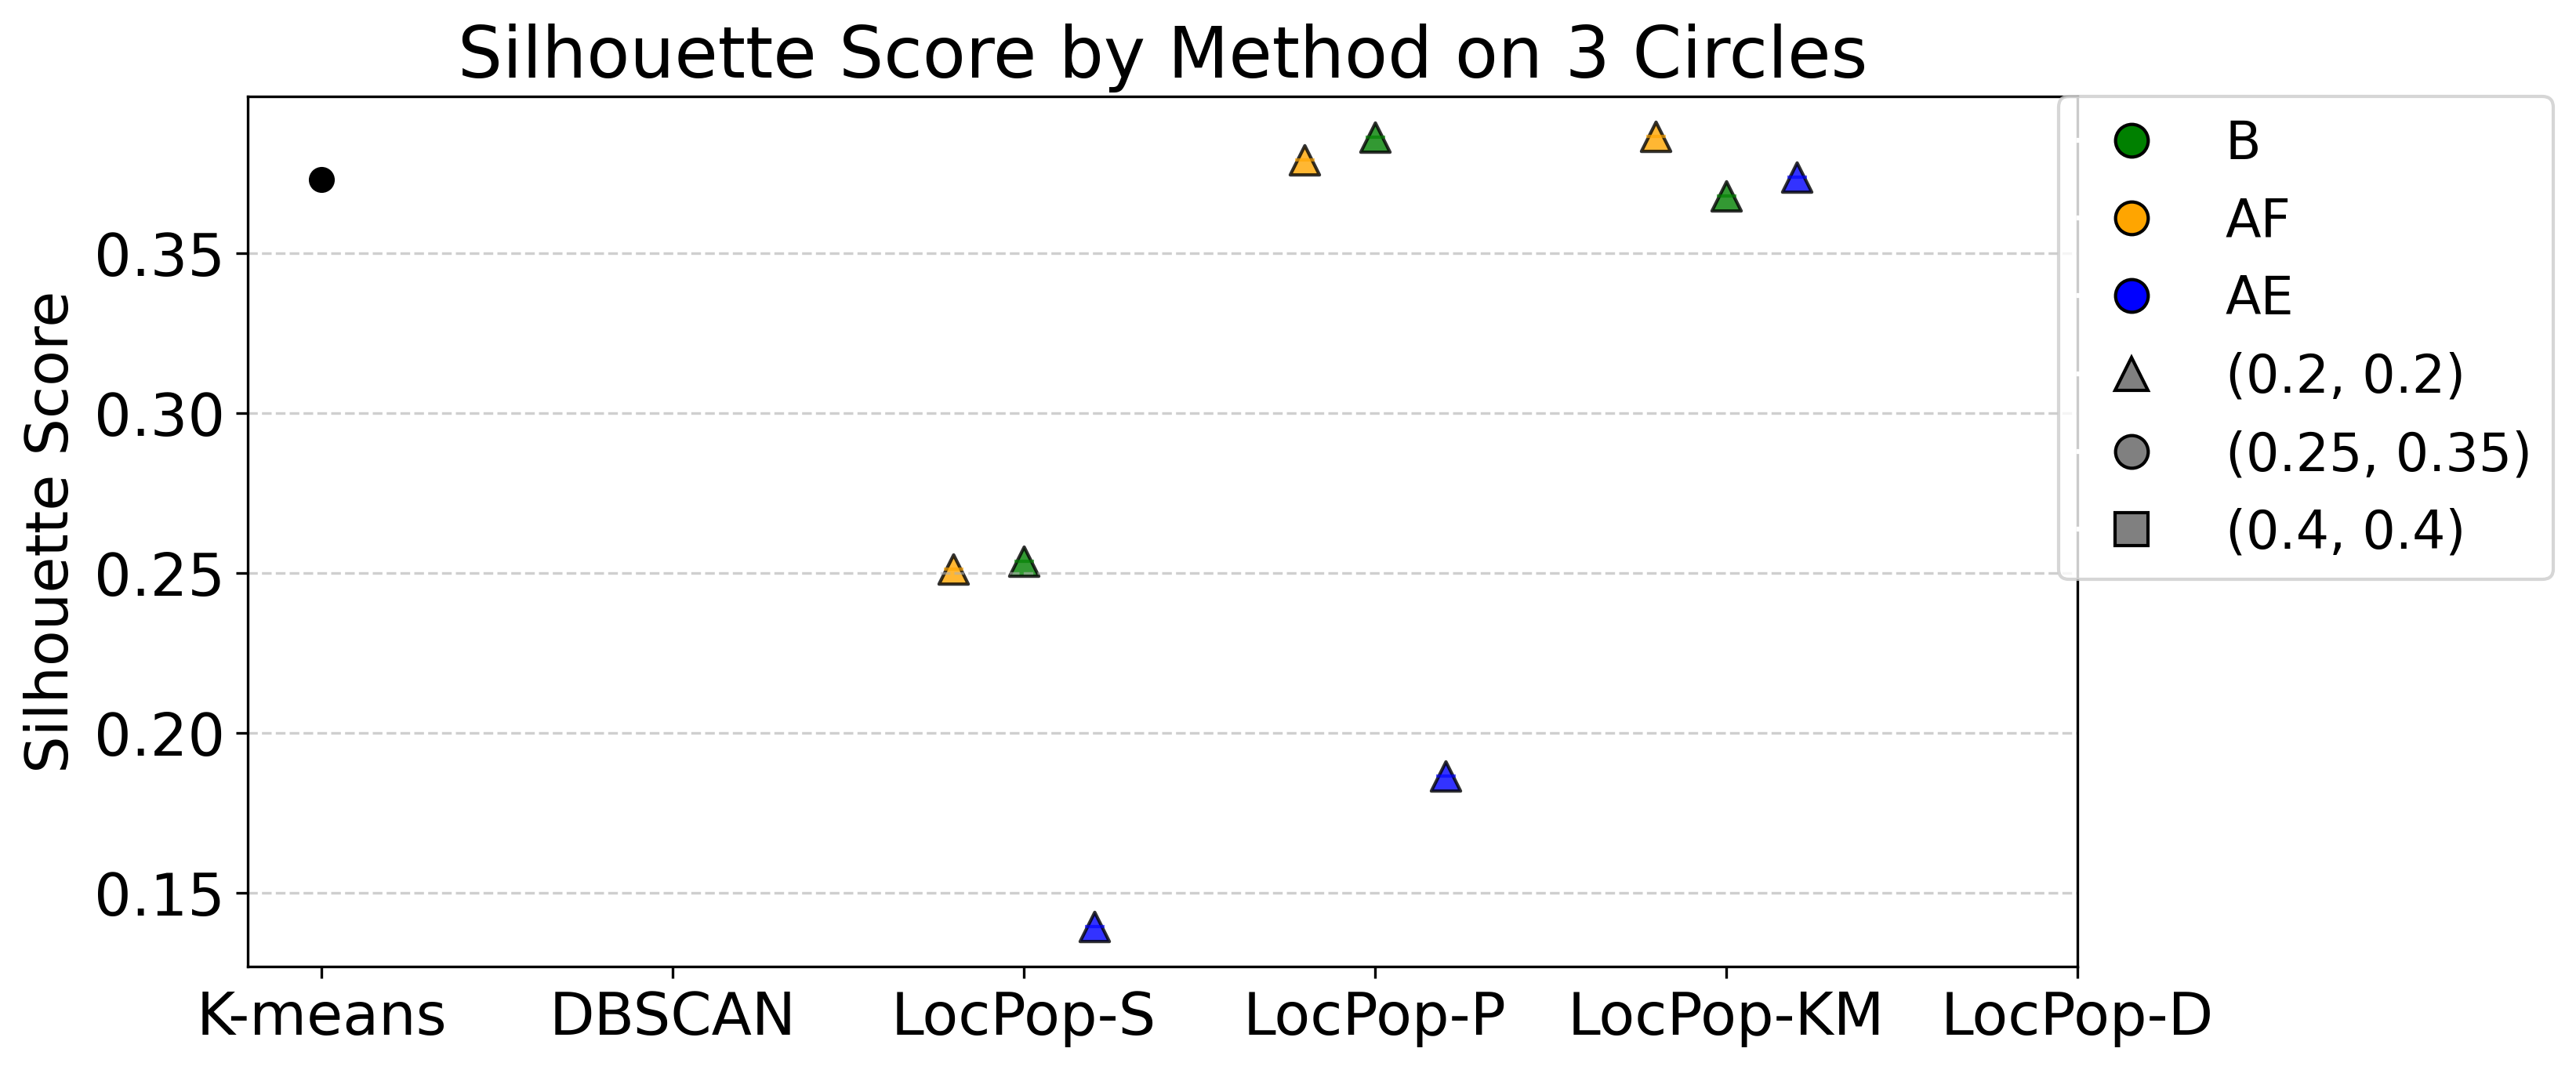 Silhouette Score by Method on 3 Circles
Silhouette Score
0.35
0.30
0.25
0.20
0.15
K-means
DBSCAN
LocPop-S
LocPop-P
LocPop-KM
LocPop-D
B
AF
AE
(0.2, 0.2)
(0.25, 0.35)
(0.4, 0.4)